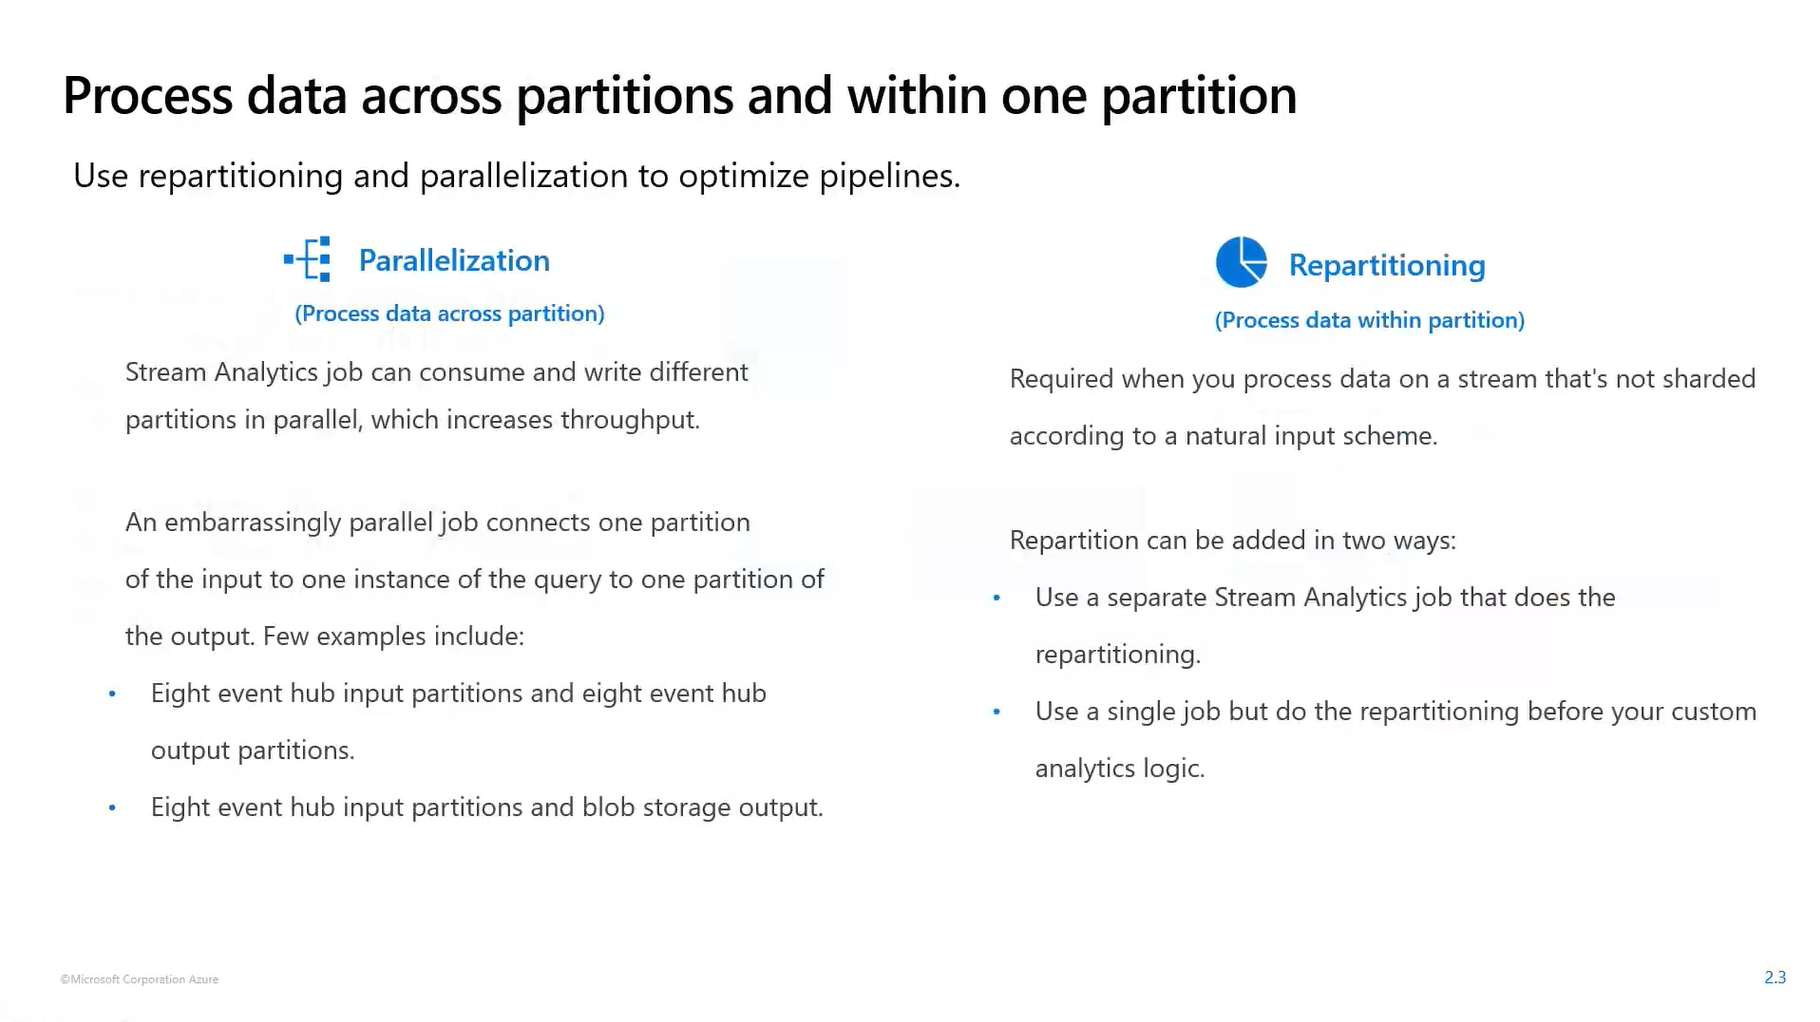 Process data across partitions and within one partition
Use repartitioning and parallelization to optimize pipelines.
Parallelization
(Process data across partition)
Stream Analytics job can consume and write different
partitions in parallel, which increases throughput.
An embarrassingly parallel job connects one partition
of the input to one instance of the query to one partition of
the output. Few examples include:
• Eight event hub input partitions and eight event hub
output partitions.
• Eight event hub input partitions and blob storage output.
Repartitioning
(Process data within partition)
Required when you process data on a stream that's not sharded
according to a natural input scheme.
Repartition can be added in two ways:
• Use a separate Stream Analytics job that does the
repartitioning.
• Use a single job but do the repartitioning before your custom
analytics logic.
©Microsoft Corporation Azure
2.3